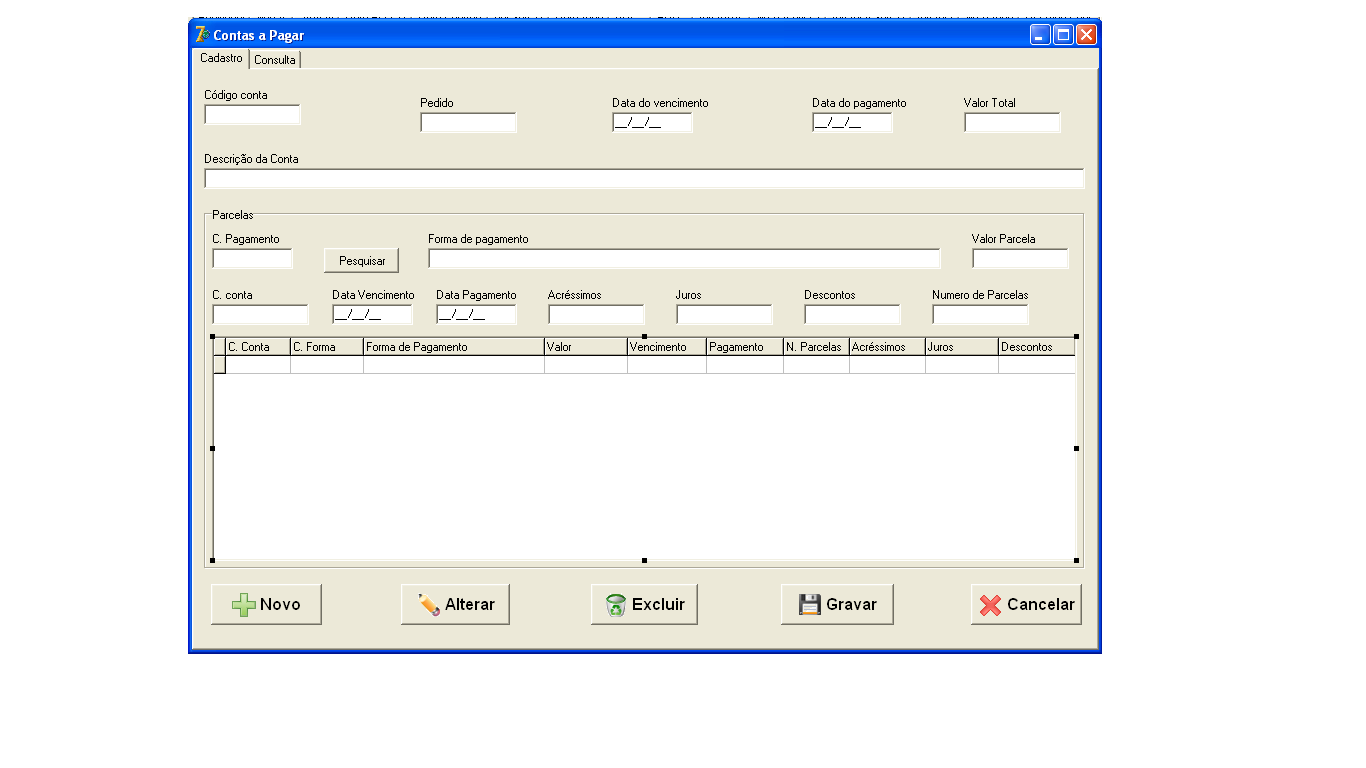 Contas a Pagar
Cadastro Consulta
Código conta
Pedido Data do vencimento Data do pagamento Valor Total
__/__/__ __/__/__
Descrição da Conta
Parcelas
C. Pagamento Forma de pagamento Valor Parcela
Pesquisar
C. conta Data Vencimento Data Pagamento Acréssimos Juros Descontos Numero de Parcelas
__/__/__ __/__/__
C. Conta C. Forma Forma de Pagamento Valor Vencimento Pagamento N. Parcelas Acréssimos Juros Descontos
Novo Alterar Excluir Gravar Cancelar